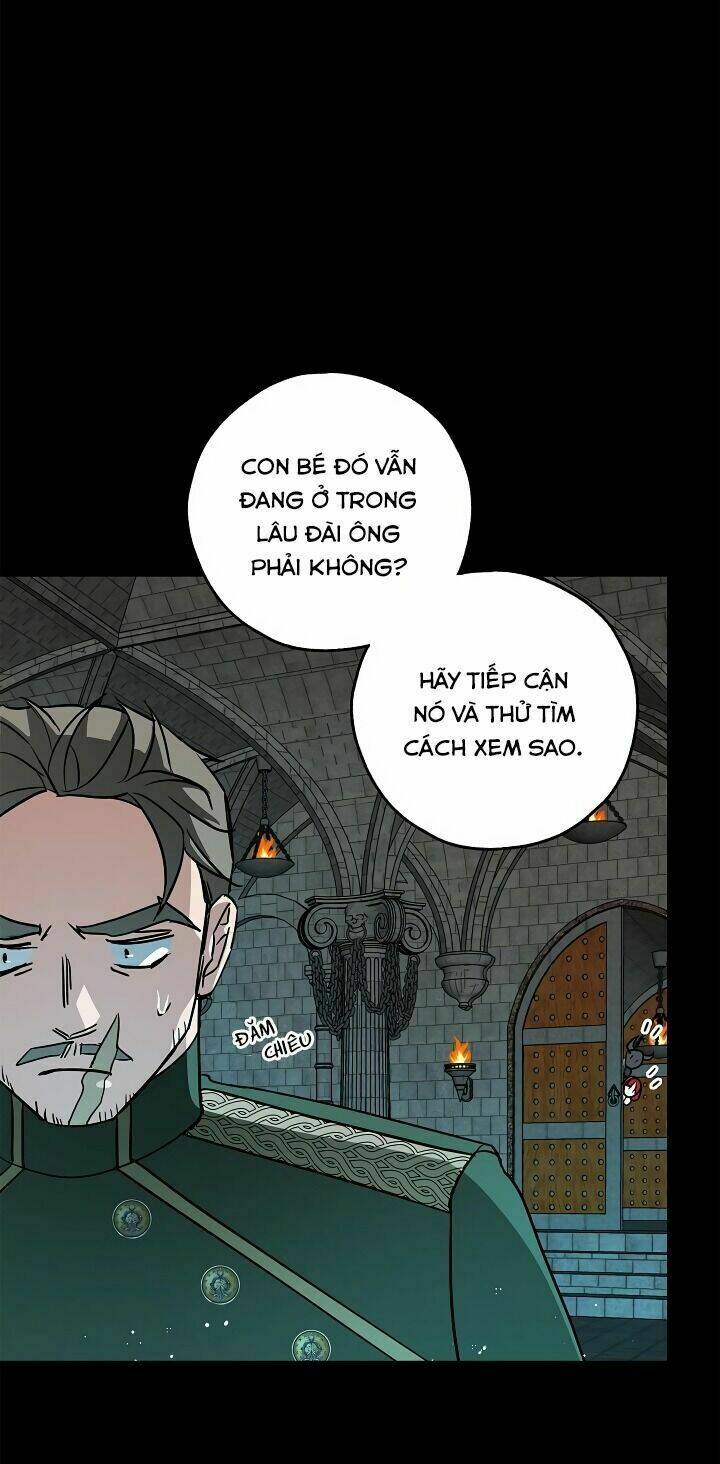 CON BÉ ĐÓ VẪN
ĐANG Ở TRONG
LÂU ĐÀI ÔNG
PHẢI KHÔNG?
HÃY TIẾP CẬN
NÓ VÀ THỬ TÌM
CÁCH XEM SAO.
ĐĂM
CHIÊU